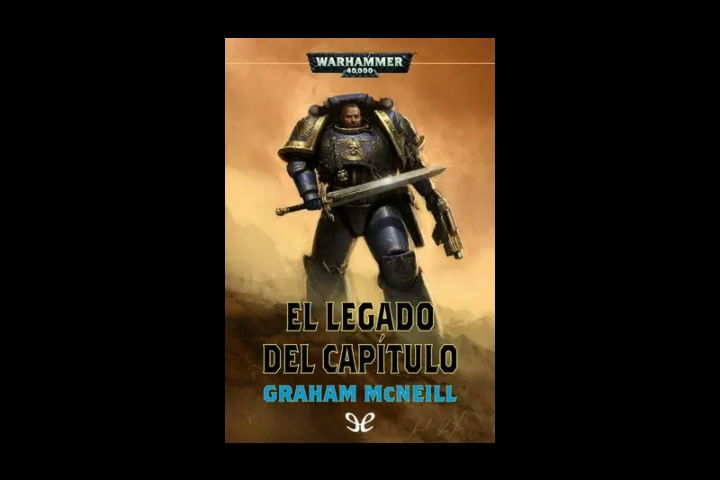 WARHAMMER
40,000
EL LEGADO
DEL CAPÍTULO
GRAHAM McNEILL